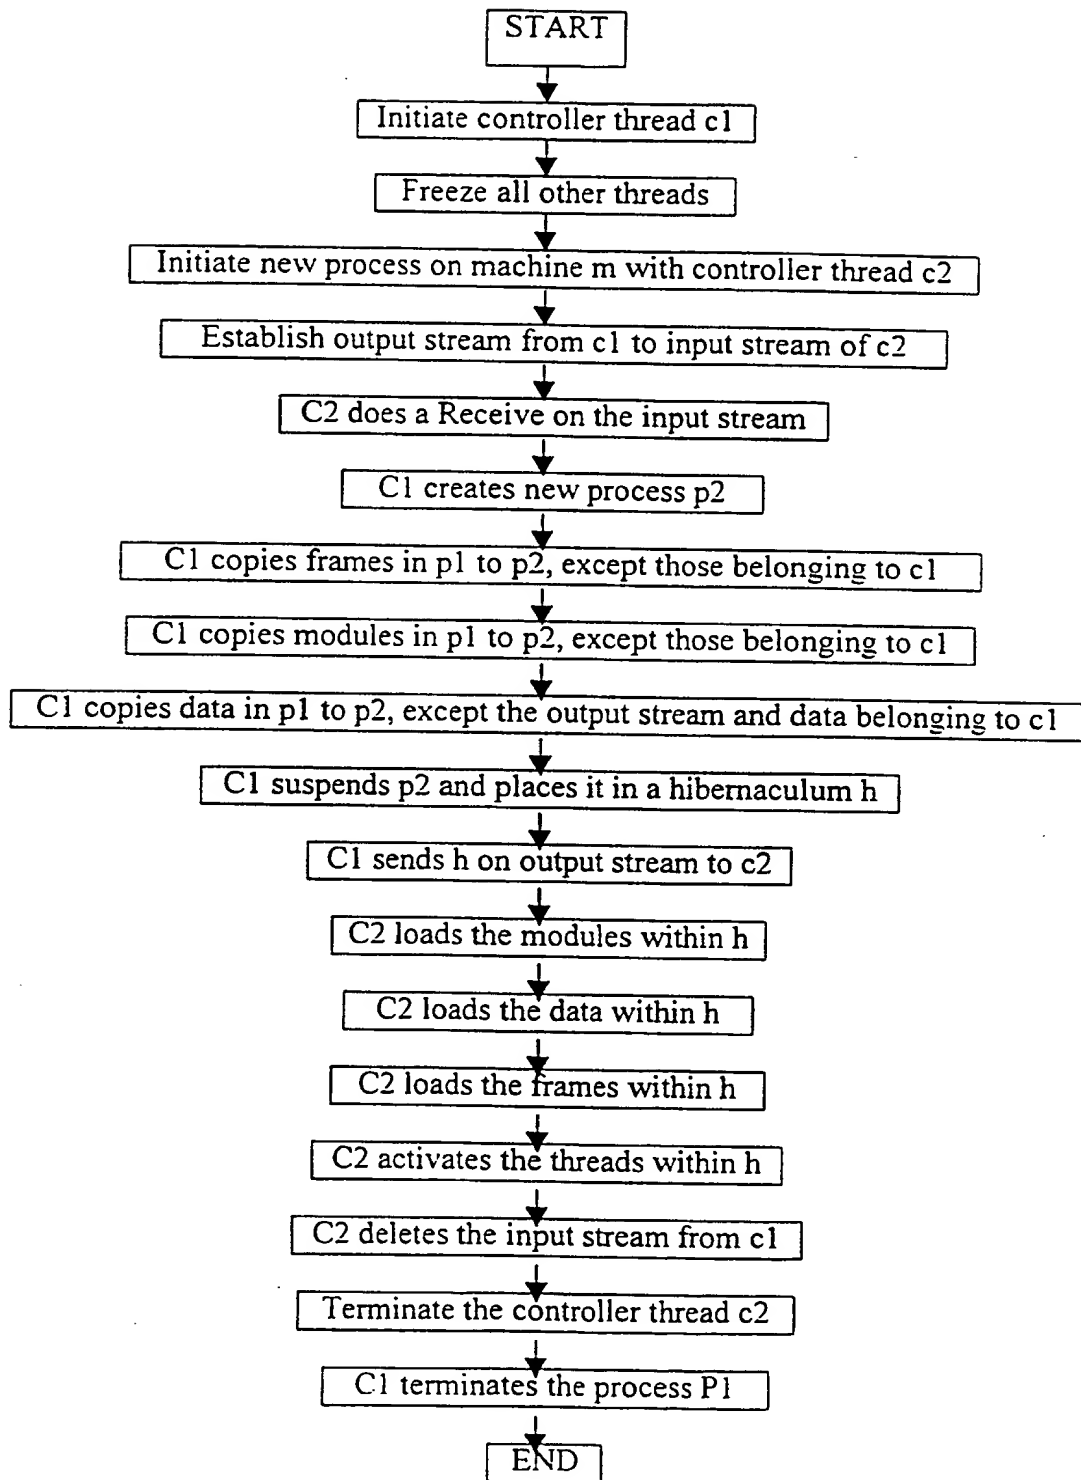 START
Initiate controller thread c1
Freeze all other threads
Initiate new process on machine m with controller thread c2
Establish output stream from c1 to input stream of c2
C2 does a Receive on the input stream
C1 creates new process p2
C1 copies frames in p1 to p2, except those belonging to c1
C1 copies modules in p1 to p2, except those belonging to c1
C1 copies data in p1 to p2, except the output stream and data belonging to c1
C1 suspends p2 and places it in a hibernaculum h
C1 sends h on output stream to c2
C2 loads the modules within h
C2 loads the data within h
C2 loads the frames within h
C2 activates the threads within h
C2 deletes the input stream from c1
Terminate the controller thread c2
C1 terminates the process P1
END